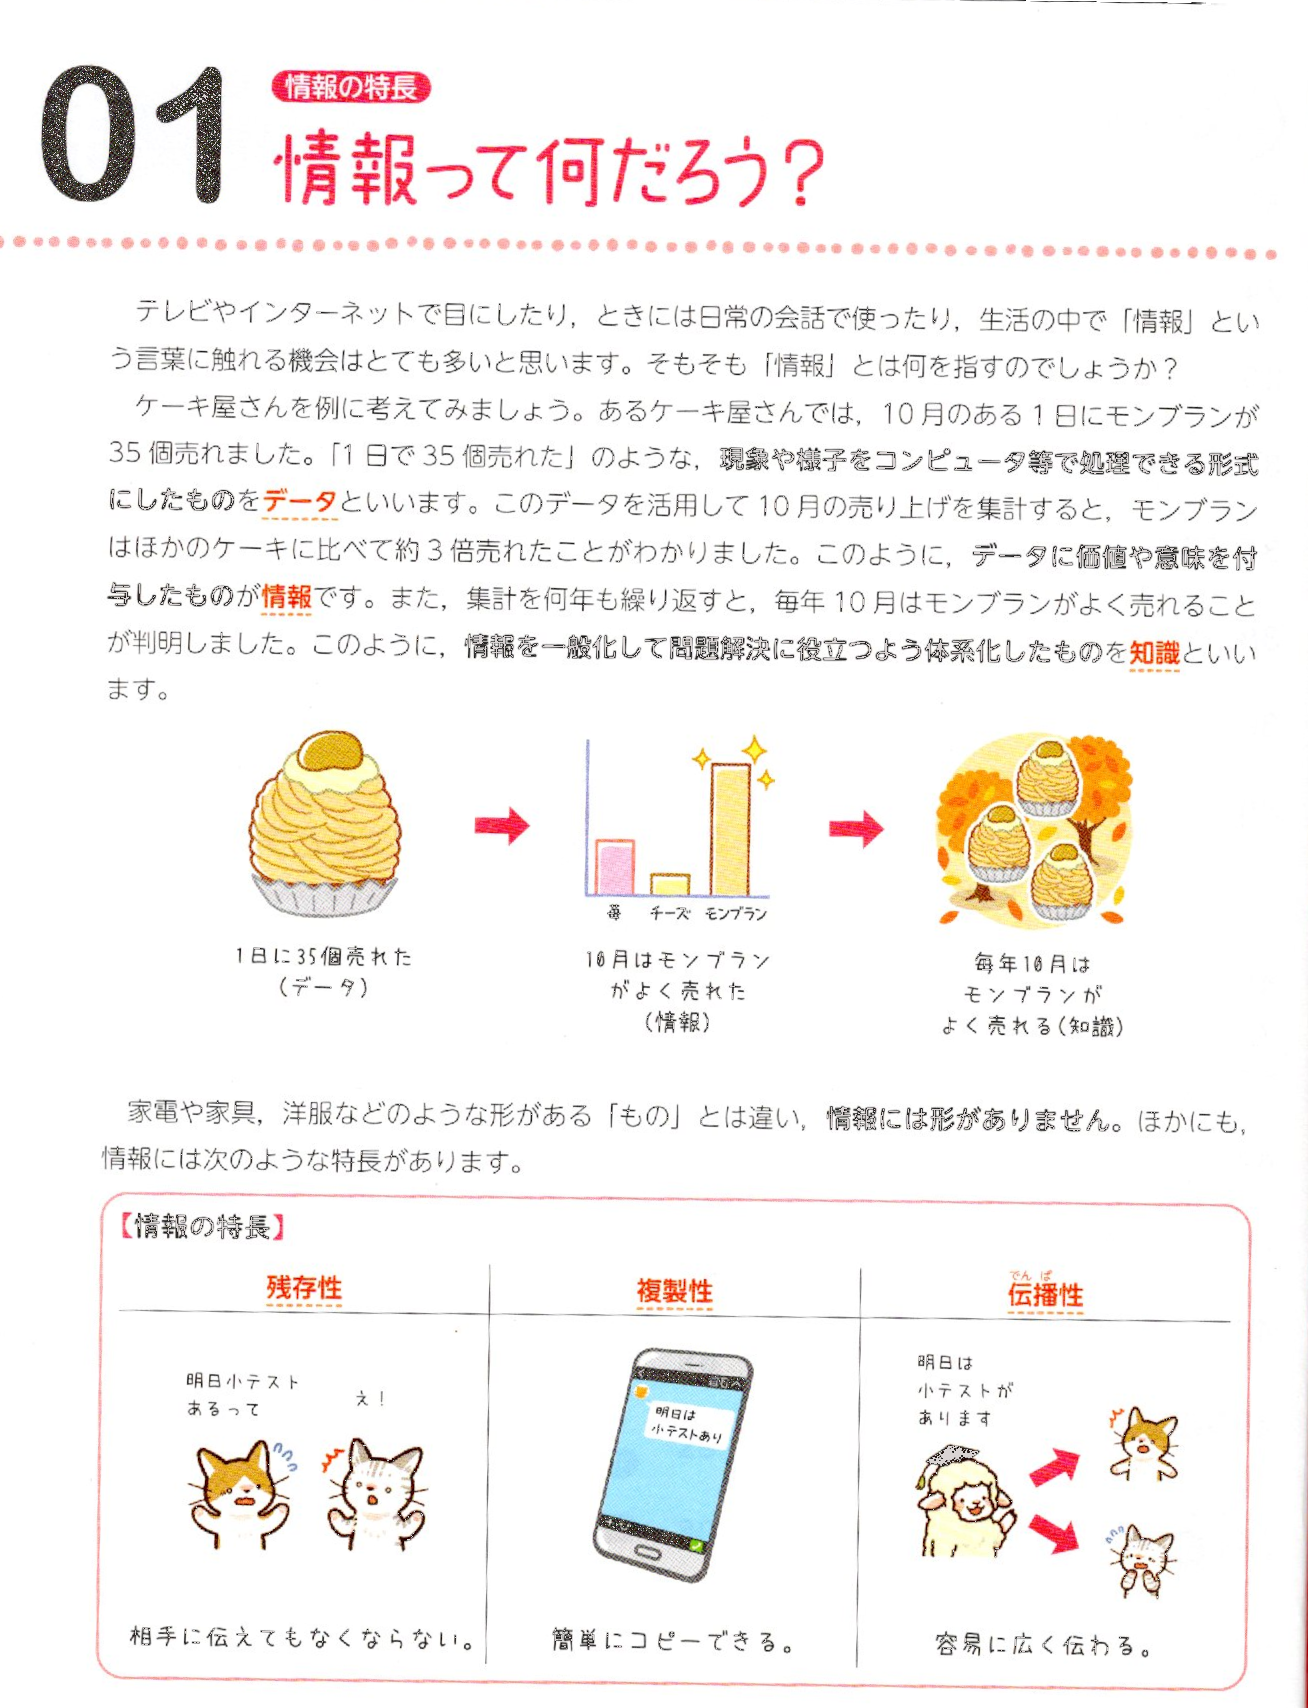 01
情報の特長
情報って何だろう？
テレビやインターネットで目にしたり，ときには日常の会話で使ったり，生活の中で「情報」とい
う言葉に触れる機会はとても多いと思います。そもそも「情報」とは何を指すのでしょうか？
ケーキ屋さんを例に考えてみましょう。あるケーキ屋さんでは，10月のある1日にモンブランが
35個売れました。「1日で35個売れた」のような，現象や様子をコンピュータ等で処理できる形式
にしたものをデータといいます。このデータを活用して10月の売り上げを集計すると，モンブラン
はほかのケーキに比べて約3倍売れたことがわかりました。このように，データに価値や意味を付
与したものが情報です。また，集計を何年も繰り返すと，毎年10月はモンブランがよく売れること
が判明しました。このように，情報を一般化して問題解決に役立つよう体系化したものを知識といい
ます。
苺 チーズ モンブラン
1日に35個売れた
（データ）
10月はモンブラン
がよく売れた
（情報）
毎年10月は
モンブランが
よく売れる（知識）
家電や家具，洋服などのような形がある「もの」とは違い，情報には形がありません。ほかにも，
情報には次のような特長があります。
【情報の特長】
残存性
明日小テスト
あるって
え！
相手に伝えてもなくならない。
複製性
明日は
小テストあり
簡単にコピーできる。
でんぱ
伝播性
明日は
小テストが
あります
容易に広く伝わる。